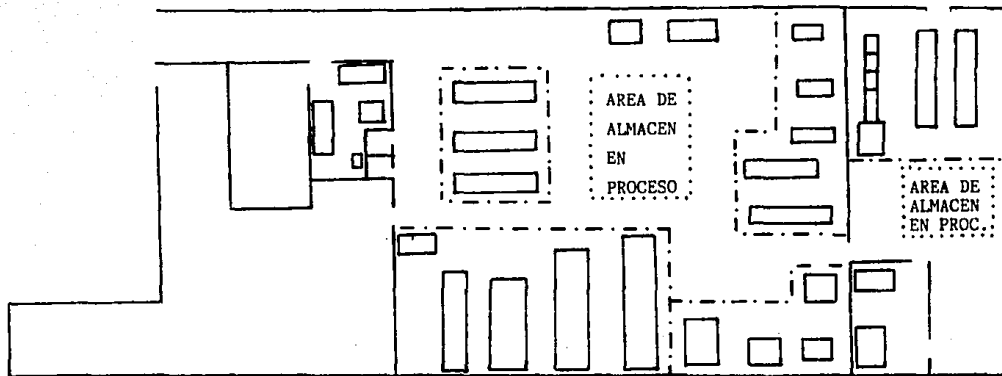 AREA DE
ALMACEN
EN
PROCESO
AREA DE
ALMACEN
EN PROC.